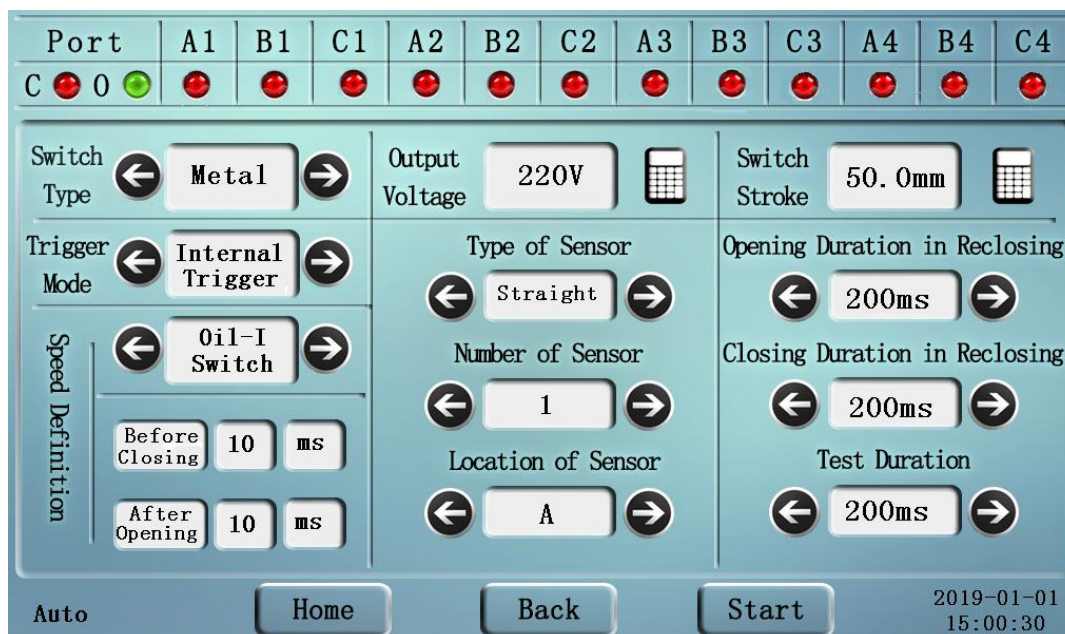 Port A1 B1 C1 A2 B2 C2 A3 B3 C3 A4 B4 C4
C O
Switch Type
Metal
Output Voltage
220V
Switch Stroke
50.0mm
Trigger Mode
Internal
Trigger
Type of Sensor
Straight
Opening Duration in Reclosing
200ms
Speed Definition
Oil-I
Switch
Number of Sensor
1
Closing Duration in Reclosing
200ms
Before
Closing
10 ms
After
Opening
10 ms
Location of Sensor
A
Test Duration
200ms
Auto
Home
Back
Start
2019-01-01
15:00:30